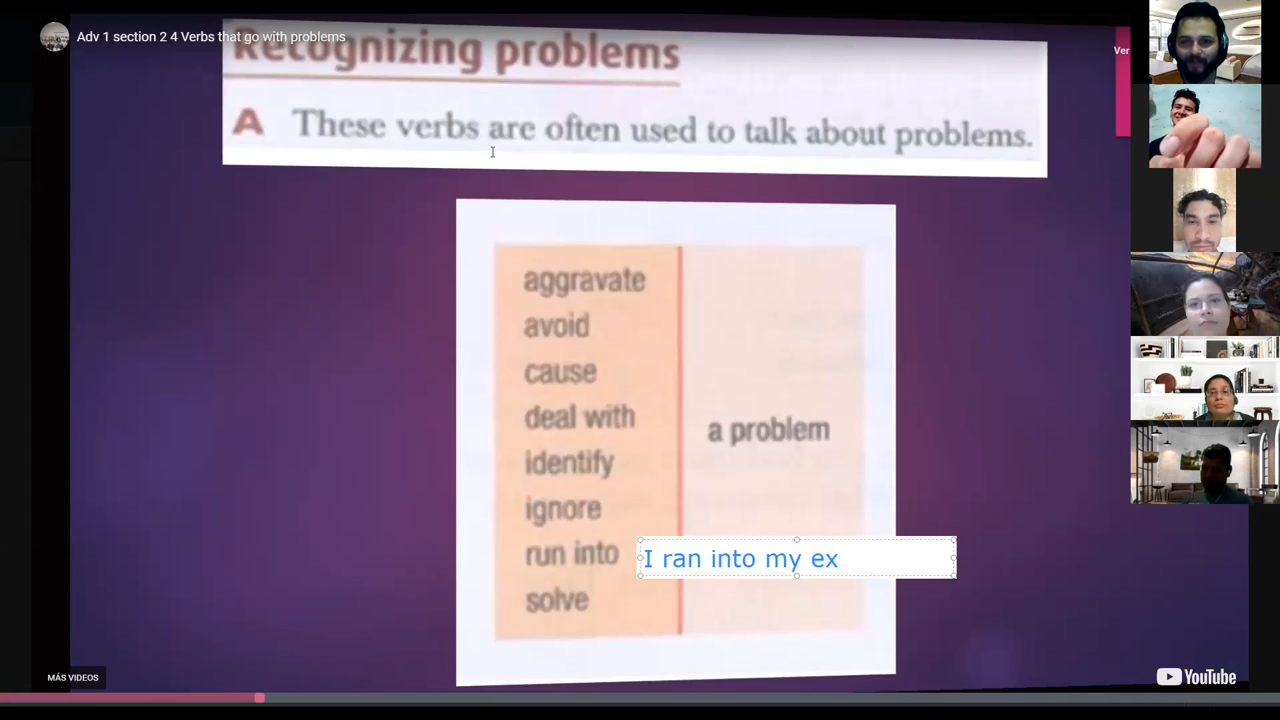 Adv 1 section 2 4 Verbs that go with problems
Ver
Recognizing problems
A These verbs are often used to talk about problems.
aggravate
avoid
cause
deal with
a problem
identify
ignore
run into
I ran into my ex
solve
MÁS VIDEOS
YouTube